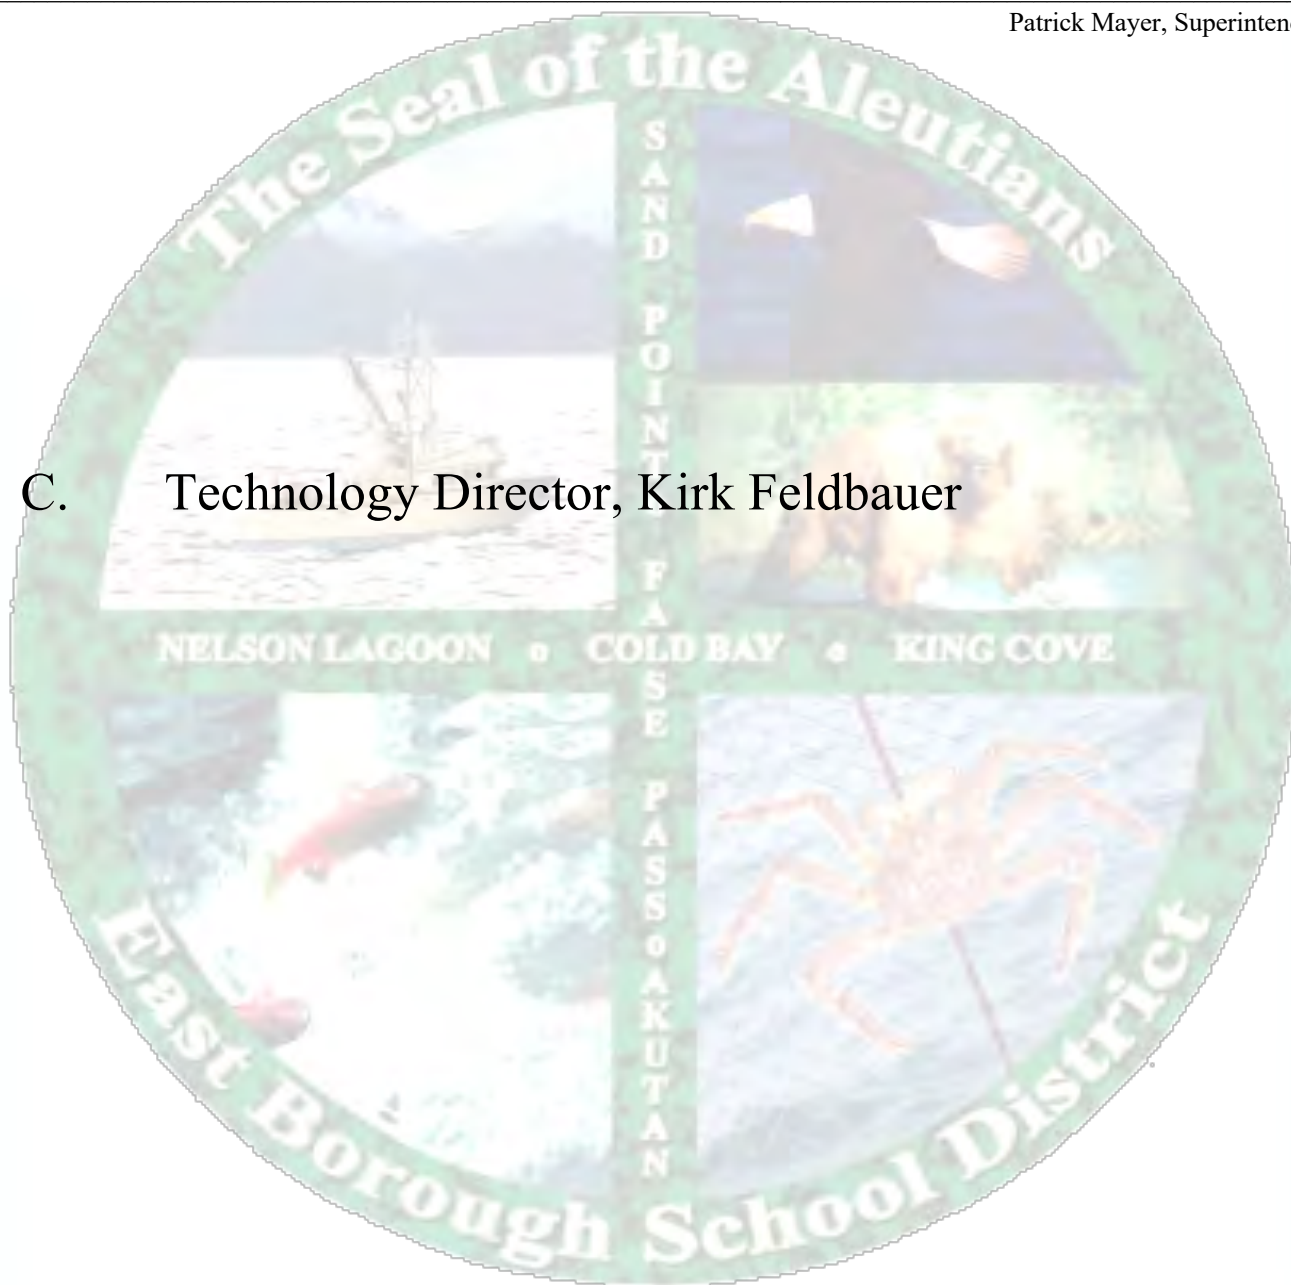 Patrick Mayer, Superinten
The Seal of the Aleutians
SAND POINT FALSE PASS o AKUTAN
C. Technology Director, Kirk Feldbauer
NELSON LAGOON o COLD BAY o KING COVE
East Borough School District